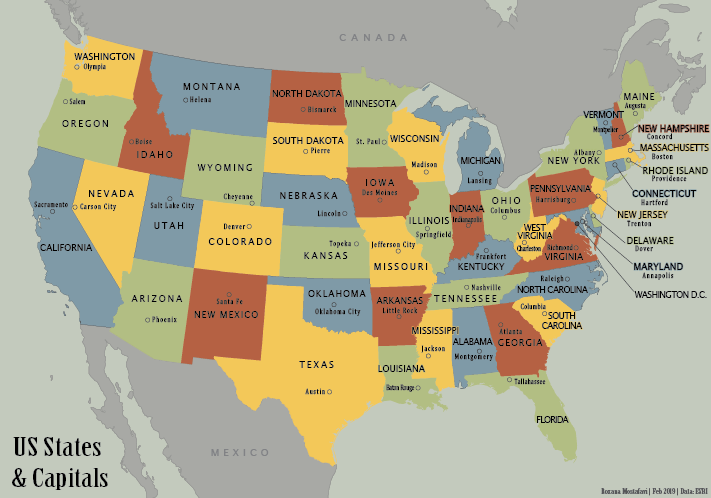 CANADA
WASHINGTON
Olympia
MONTANA
Helena
NORTH DAKOTA
Bismarck
MINNESOTA
St. Paul
MAINE
Augusta
VERMONT
Montpelier
NEW HAMPSHIRE
Concord
Salem
OREGON
Boise
IDAHO
SOUTH DAKOTA
Pierre
WISCONSIN
Madison
MICHIGAN
Lansing
Albany
NEW YORK
MASSACHUSETTS
Boston
RHODE ISLAND
Providence
WYOMING
Cheyenne
NEVADA
Carson City
Sacramento
CALIFORNIA
Salt Lake City
UTAH
Denver
COLORADO
NEBRASKA
Lincoln
IOWA
Des Moines
ILLINOIS
Springfield
INDIANA
Indianapolis
OHIO
Columbus
PENNSYLVANIA
Harrisburg
CONNECTICUT
Hartford
NEW JERSEY
Trenton
DELAWARE
Dover
MARYLAND
Annapolis
WASHINGTON D.C.
Topeka
KANSAS
Jefferson City
MISSOURI
Frankfort
KENTUCKY
WEST
VIRGINIA
Charleston
Richmond
VIRGINIA
ARIZONA
Phoenix
Santa Fe
NEW MEXICO
OKLAHOMA
Oklahoma City
ARKANSAS
Little Rock
Nashville
TENNESSEE
Raleigh
NORTH CAROLINA
Columbia
SOUTH
CAROLINA
TEXAS
Austin
LOUISIANA
Baton Rouge
MISSISSIPPI
Jackson
ALABAMA
Montgomery
Atlanta
GEORGIA
Tallahassee
FLORIDA
MEXICO
US States
& Capitals
Roxana Mostafavi | Feb 2019 | Data: ESRI